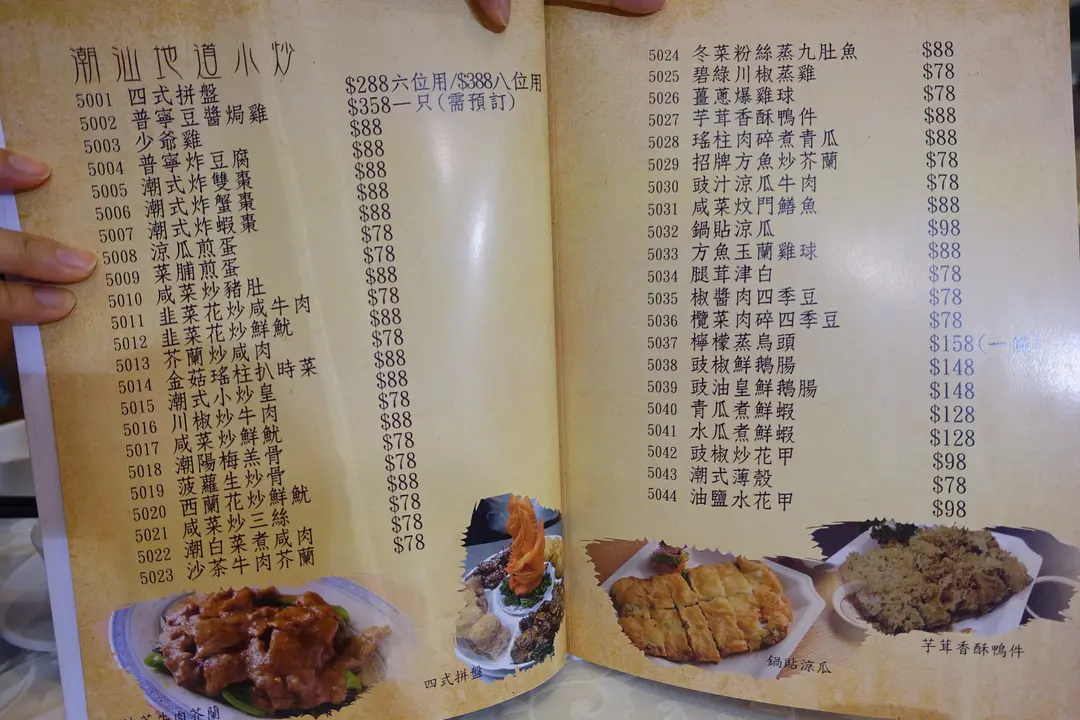 潮汕地道小炒
5001 四式拼盤 $288六位用/$388八位用
5002 普寧豆醬焗雞 $358一只(需預訂)
5003 少爺雞 $88
5004 普寧炸豆腐 $88
5005 潮式炸雙棗 $88
5006 潮式炸蟹棗 $88
5007 潮式炸蝦棗 $88
5008 涼瓜煎蛋 $78
5009 菜脯煎蛋 $78
5010 咸菜炒豬肚 $88
5011 韭菜花炒咸牛肉 $78
5012 韭菜花炒鮮魷 $88
5013 芥蘭炒咸肉 $78
5014 金菇瑤柱扒時菜 $88
5015 潮式小炒皇 $88
5016 川椒炒牛肉 $78
5017 咸菜炒鮮魷 $88
5018 潮陽梅羔骨 $78
5019 菠蘿生炒骨 $78
5020 西蘭花炒鮮魷 $88
5021 咸菜炒三絲 $78
5022 潮白菜煮咸肉 $78
5023 沙茶牛肉芥蘭 $78
沙茶牛肉芥蘭
四式拼盤
5024 冬菜粉絲蒸九肚魚 $88
5025 碧綠川椒蒸雞 $78
5026 薑蔥爆雞球 $78
5027 芋茸香酥鴨件 $88
5028 瑤柱肉碎煮青瓜 $88
5029 招牌方魚炒芥蘭 $78
5030 豉汁涼瓜牛肉 $78
5031 咸菜炆門鱔魚 $88
5032 鍋貼涼瓜 $98
5033 方魚玉蘭雞球 $88
5034 腿茸津白 $78
5035 椒醬肉四季豆 $78
5036 欖菜肉碎四季豆 $78
5037 檸檬蒸烏頭 $158(一條)
5038 豉椒鮮鵝腸 $148
5039 豉油皇鮮鵝腸 $148
5040 青瓜煮鮮蝦 $128
5041 水瓜煮鮮蝦 $128
5042 豉椒炒花甲 $98
5043 潮式薄殼 $78
5044 油鹽水花甲 $98
鍋貼涼瓜
芋茸香酥鴨件